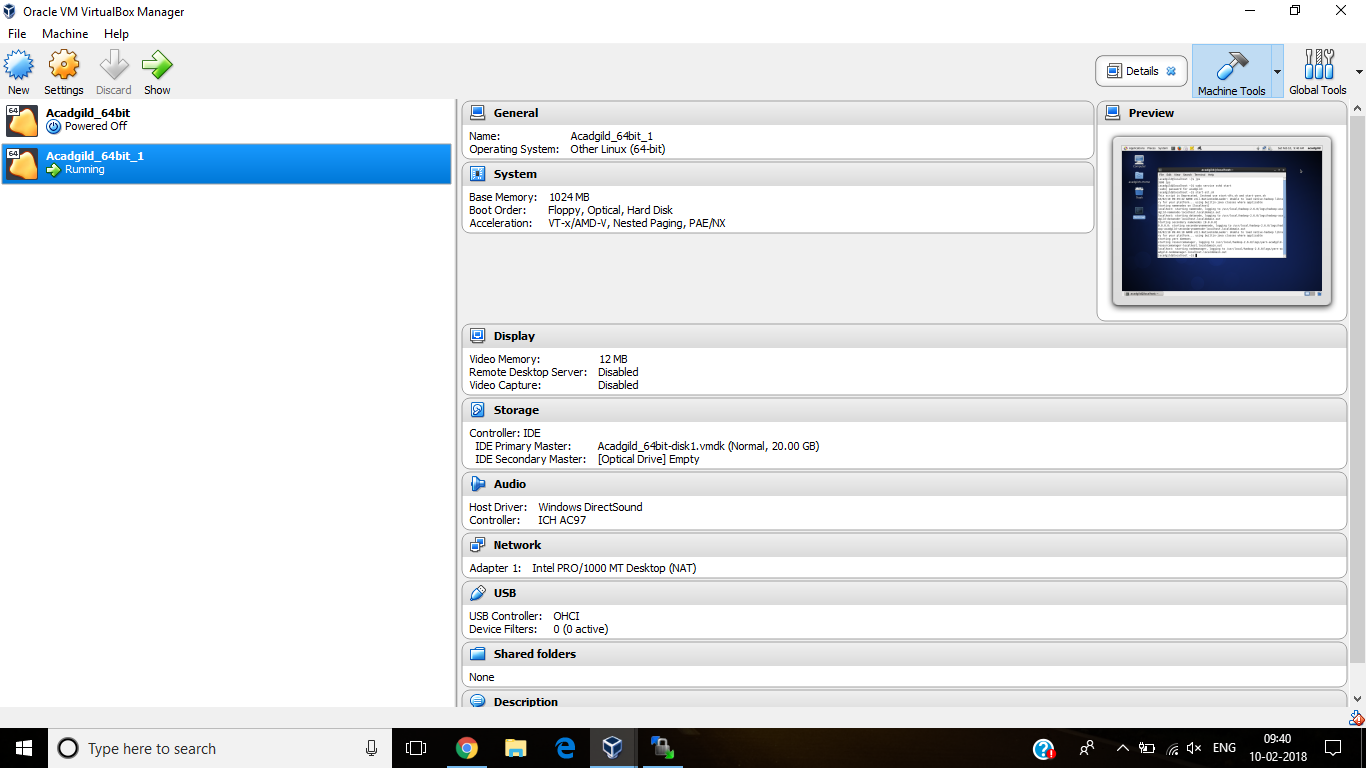 Oracle VM VirtualBox Manager
File Machine Help
New Settings Discard Show
Details
Machine Tools
Global Tools
64
Acadgild_64bit
Powered Off
64
Acadgild_64bit_1
Running
General
Name: Acadgild_64bit_1
Operating System: Other Linux (64-bit)
System
Base Memory: 1024 MB
Boot Order: Floppy, Optical, Hard Disk
Acceleration: VT-x/AMD-V, Nested Paging, PAE/NX
Preview
Display
Video Memory: 12 MB
Remote Desktop Server: Disabled
Video Capture: Disabled
Storage
Controller: IDE
IDE Primary Master: Acadgild_64bit-disk1.vmdk (Normal, 20.00 GB)
IDE Secondary Master: [Optical Drive] Empty
Audio
Host Driver: Windows DirectSound
Controller: ICH AC97
Network
Adapter 1: Intel PRO/1000 MT Desktop (NAT)
USB
USB Controller: OHCI
Device Filters: 0 (0 active)
Shared folders
None
Description
Type here to search
ENG
09:40
10-02-2018